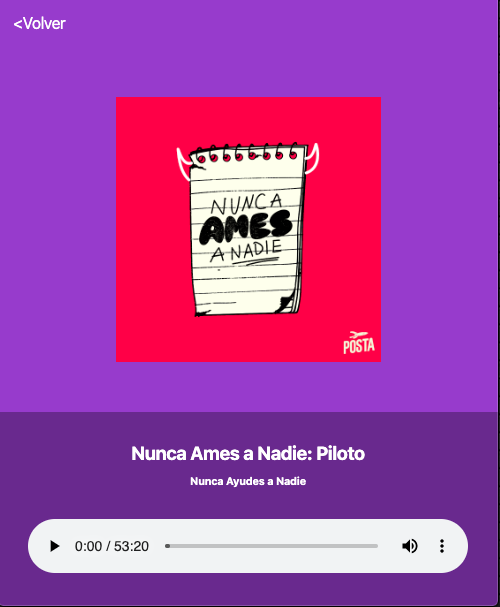 <Volver
NUNCA
AMES
A NADIE
POSTA
Nunca Ames a Nadie: Piloto
Nunca Ayudes a Nadie
0:00 / 53:20